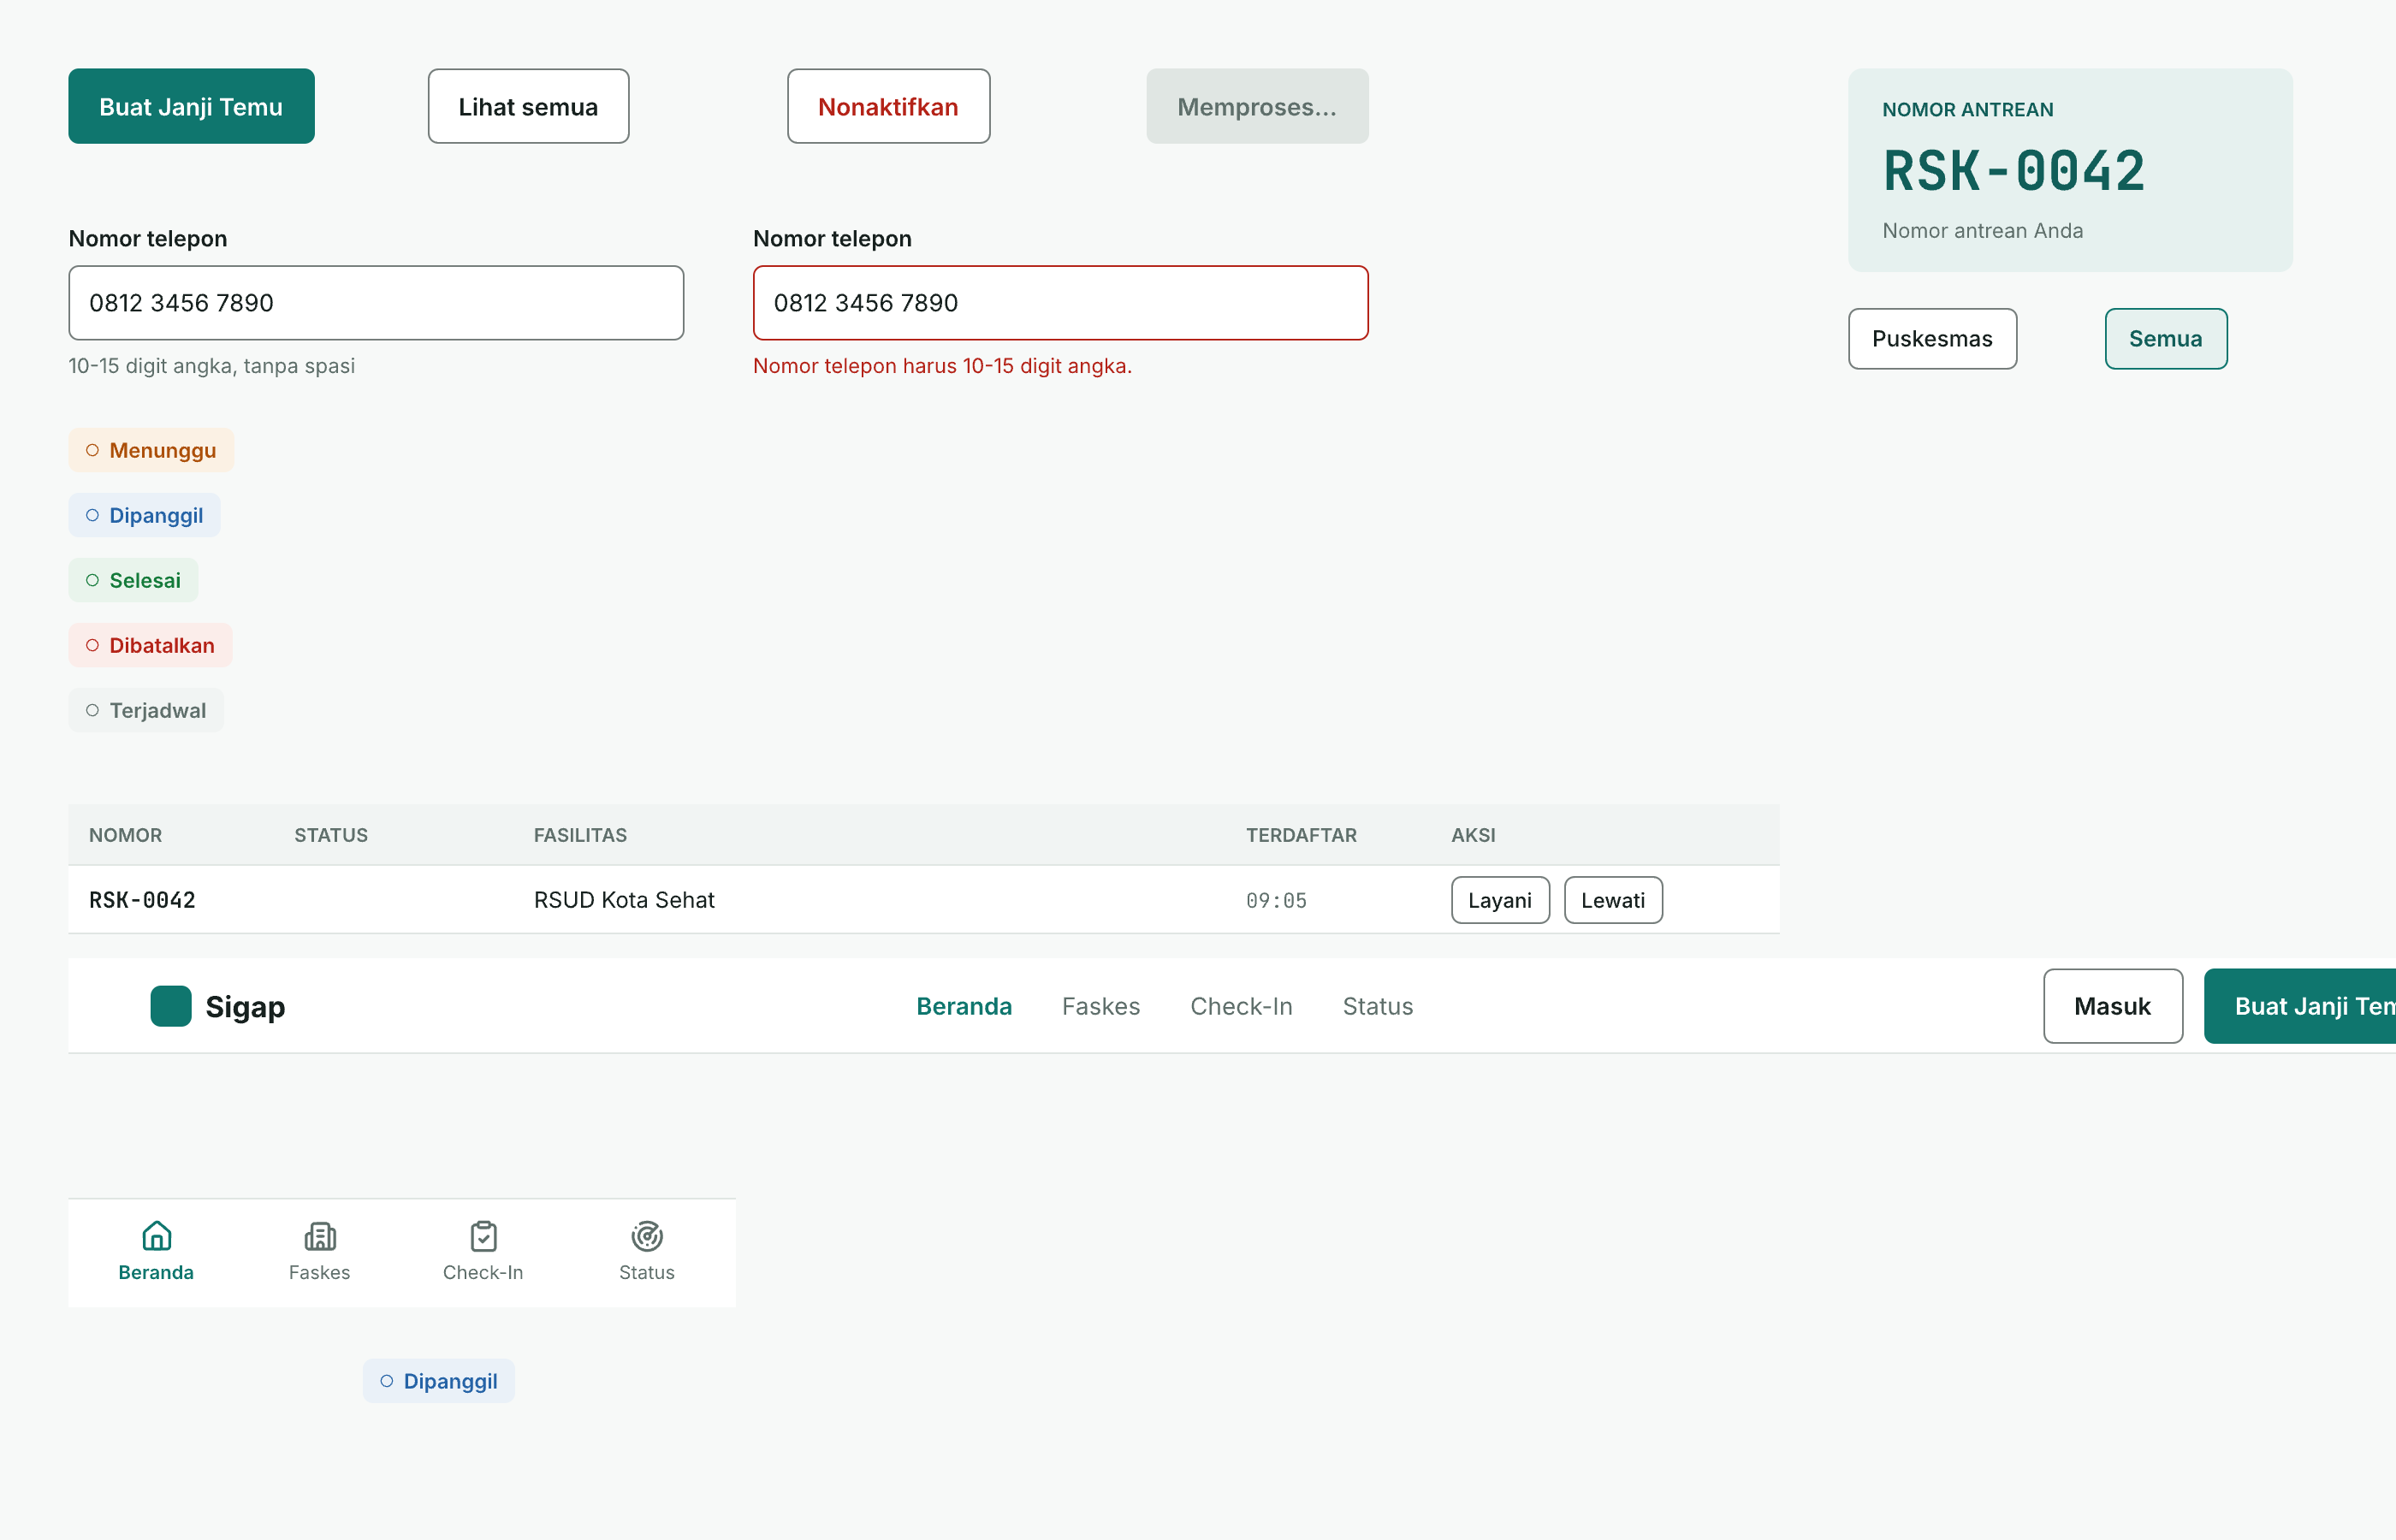 Buat Janji Temu
Lihat semua
Nonaktifkan
Memproses...
NOMOR ANTREAN
RSK-0042
Nomor antrean Anda
Puskesmas
Semua
Nomor telepon
0812 3456 7890
10-15 digit angka, tanpa spasi
Nomor telepon
0812 3456 7890
Nomor telepon harus 10-15 digit angka.
Menunggu
Dipanggil
Selesai
Dibatalkan
Terjadwal
NOMOR STATUS FASILITAS TERDAFTAR AKSI
RSK-0042 RSUD Kota Sehat 09:05 Layani Lewati
Sigap Beranda Faskes Check-In Status Masuk Buat Janji Tem
Beranda Faskes Check-In Status
Dipanggil